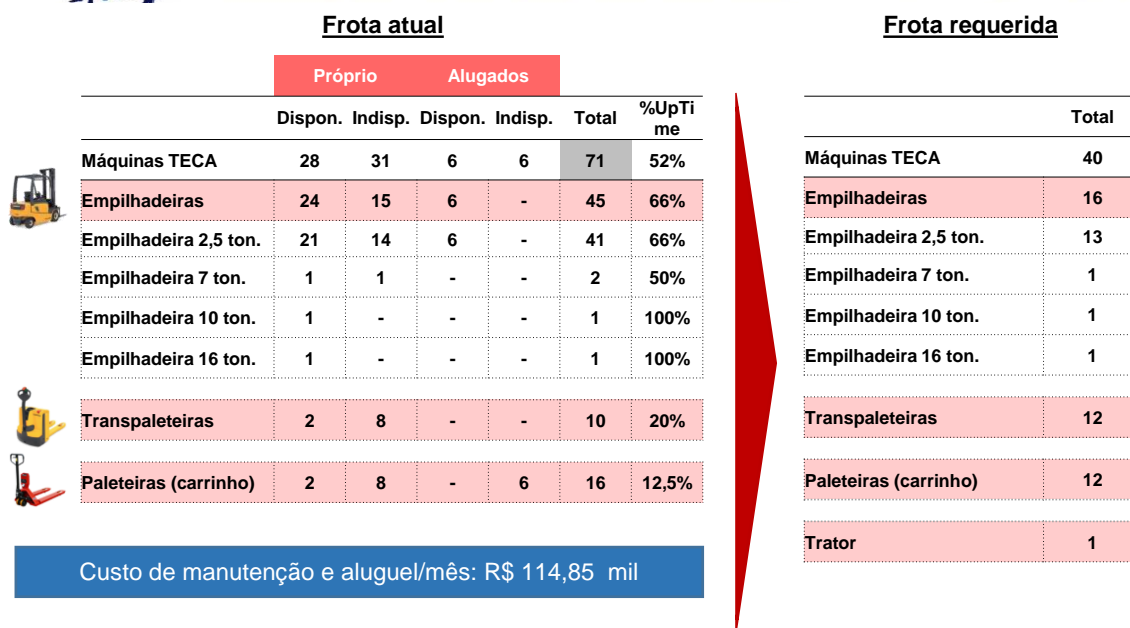 Frota atual
Próprio Alugados
Dispon. Indisp. Dispon. Indisp. Total %UpTi
me
Máquinas TECA 28 31 6 6 71 52%
Empilhadeiras 24 15 6 - 45 66%
Empilhadeira 2,5 ton. 21 14 6 - 41 66%
Empilhadeira 7 ton. 1 1 - - 2 50%
Empilhadeira 10 ton. 1 - - - 1 100%
Empilhadeira 16 ton. 1 - - - 1 100%
Transpaleteiras 2 8 - - 10 20%
Paleteiras (carrinho) 2 8 - 6 16 12,5%
Custo de manutenção e aluguel/mês: R$ 114,85 mil
Frota requerida
Total
Máquinas TECA 40
Empilhadeiras 16
Empilhadeira 2,5 ton. 13
Empilhadeira 7 ton. 1
Empilhadeira 10 ton. 1
Empilhadeira 16 ton. 1
Transpaleteiras 12
Paleteiras (carrinho) 12
Trator 1